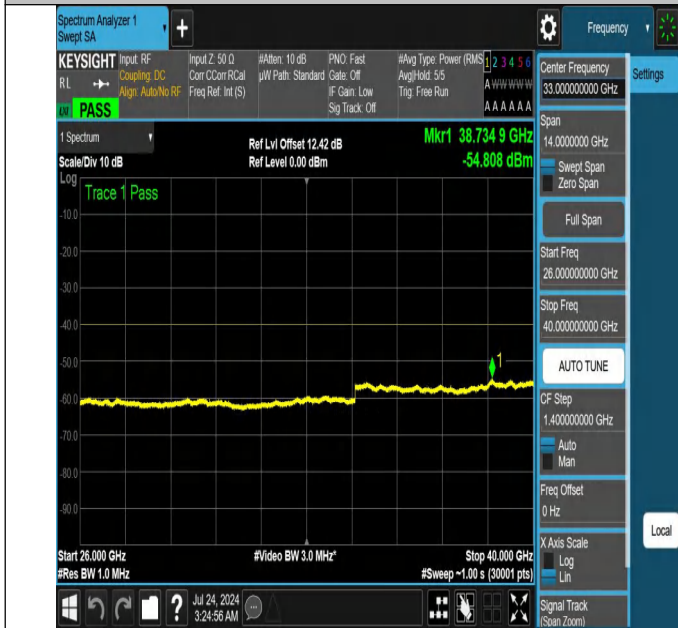 Spectrum Analyzer 1
Swept SA
+
Frequency
KEYSIGHT
RL
PASS
Input: RF
Coupling: DC
Align: Auto/No RF
Input Z: 50 Ω
Corr CCorr RCal
Freq Ref: Int (S)
#Atten: 10 dB
µW Path: Standard
PNO: Fast
Gate: Off
IF Gain: Low
Sig Track: Off
#Avg Type: Power (RMS
Avg|Hold: 5/5
Trig: Free Run
1 2 3 4 5 6
A W W W W W
A A A A A A
1 Spectrum
Scale/Div 10 dB
Log
Ref Lvl Offset 12.42 dB
Ref Level 0.00 dBm
Mkr1 38.734 9 GHz
-54.808 dBm
Trace 1 Pass
-10.0
-20.0
-30.0
-40.0
-50.0
-60.0
-70.0
-80.0
-90.0
1
Start 26.000 GHz
#Res BW 1.0 MHz
#Video BW 3.0 MHz*
Stop 40.000 GHz
#Sweep ~1.00 s (30001 pts)
Jul 24, 2024
3:24:56 AM
?
Center Frequency
33.000000000 GHz
Settings
Span
14.0000000 GHz
Swept Span
Zero Span
Full Span
Start Freq
26.000000000 GHz
Stop Freq
40.000000000 GHz
AUTO TUNE
CF Step
1.400000000 GHz
Auto
Man
Freq Offset
0 Hz
X Axis Scale
Log
Lin
Local
Signal Track
(Span Zoom)